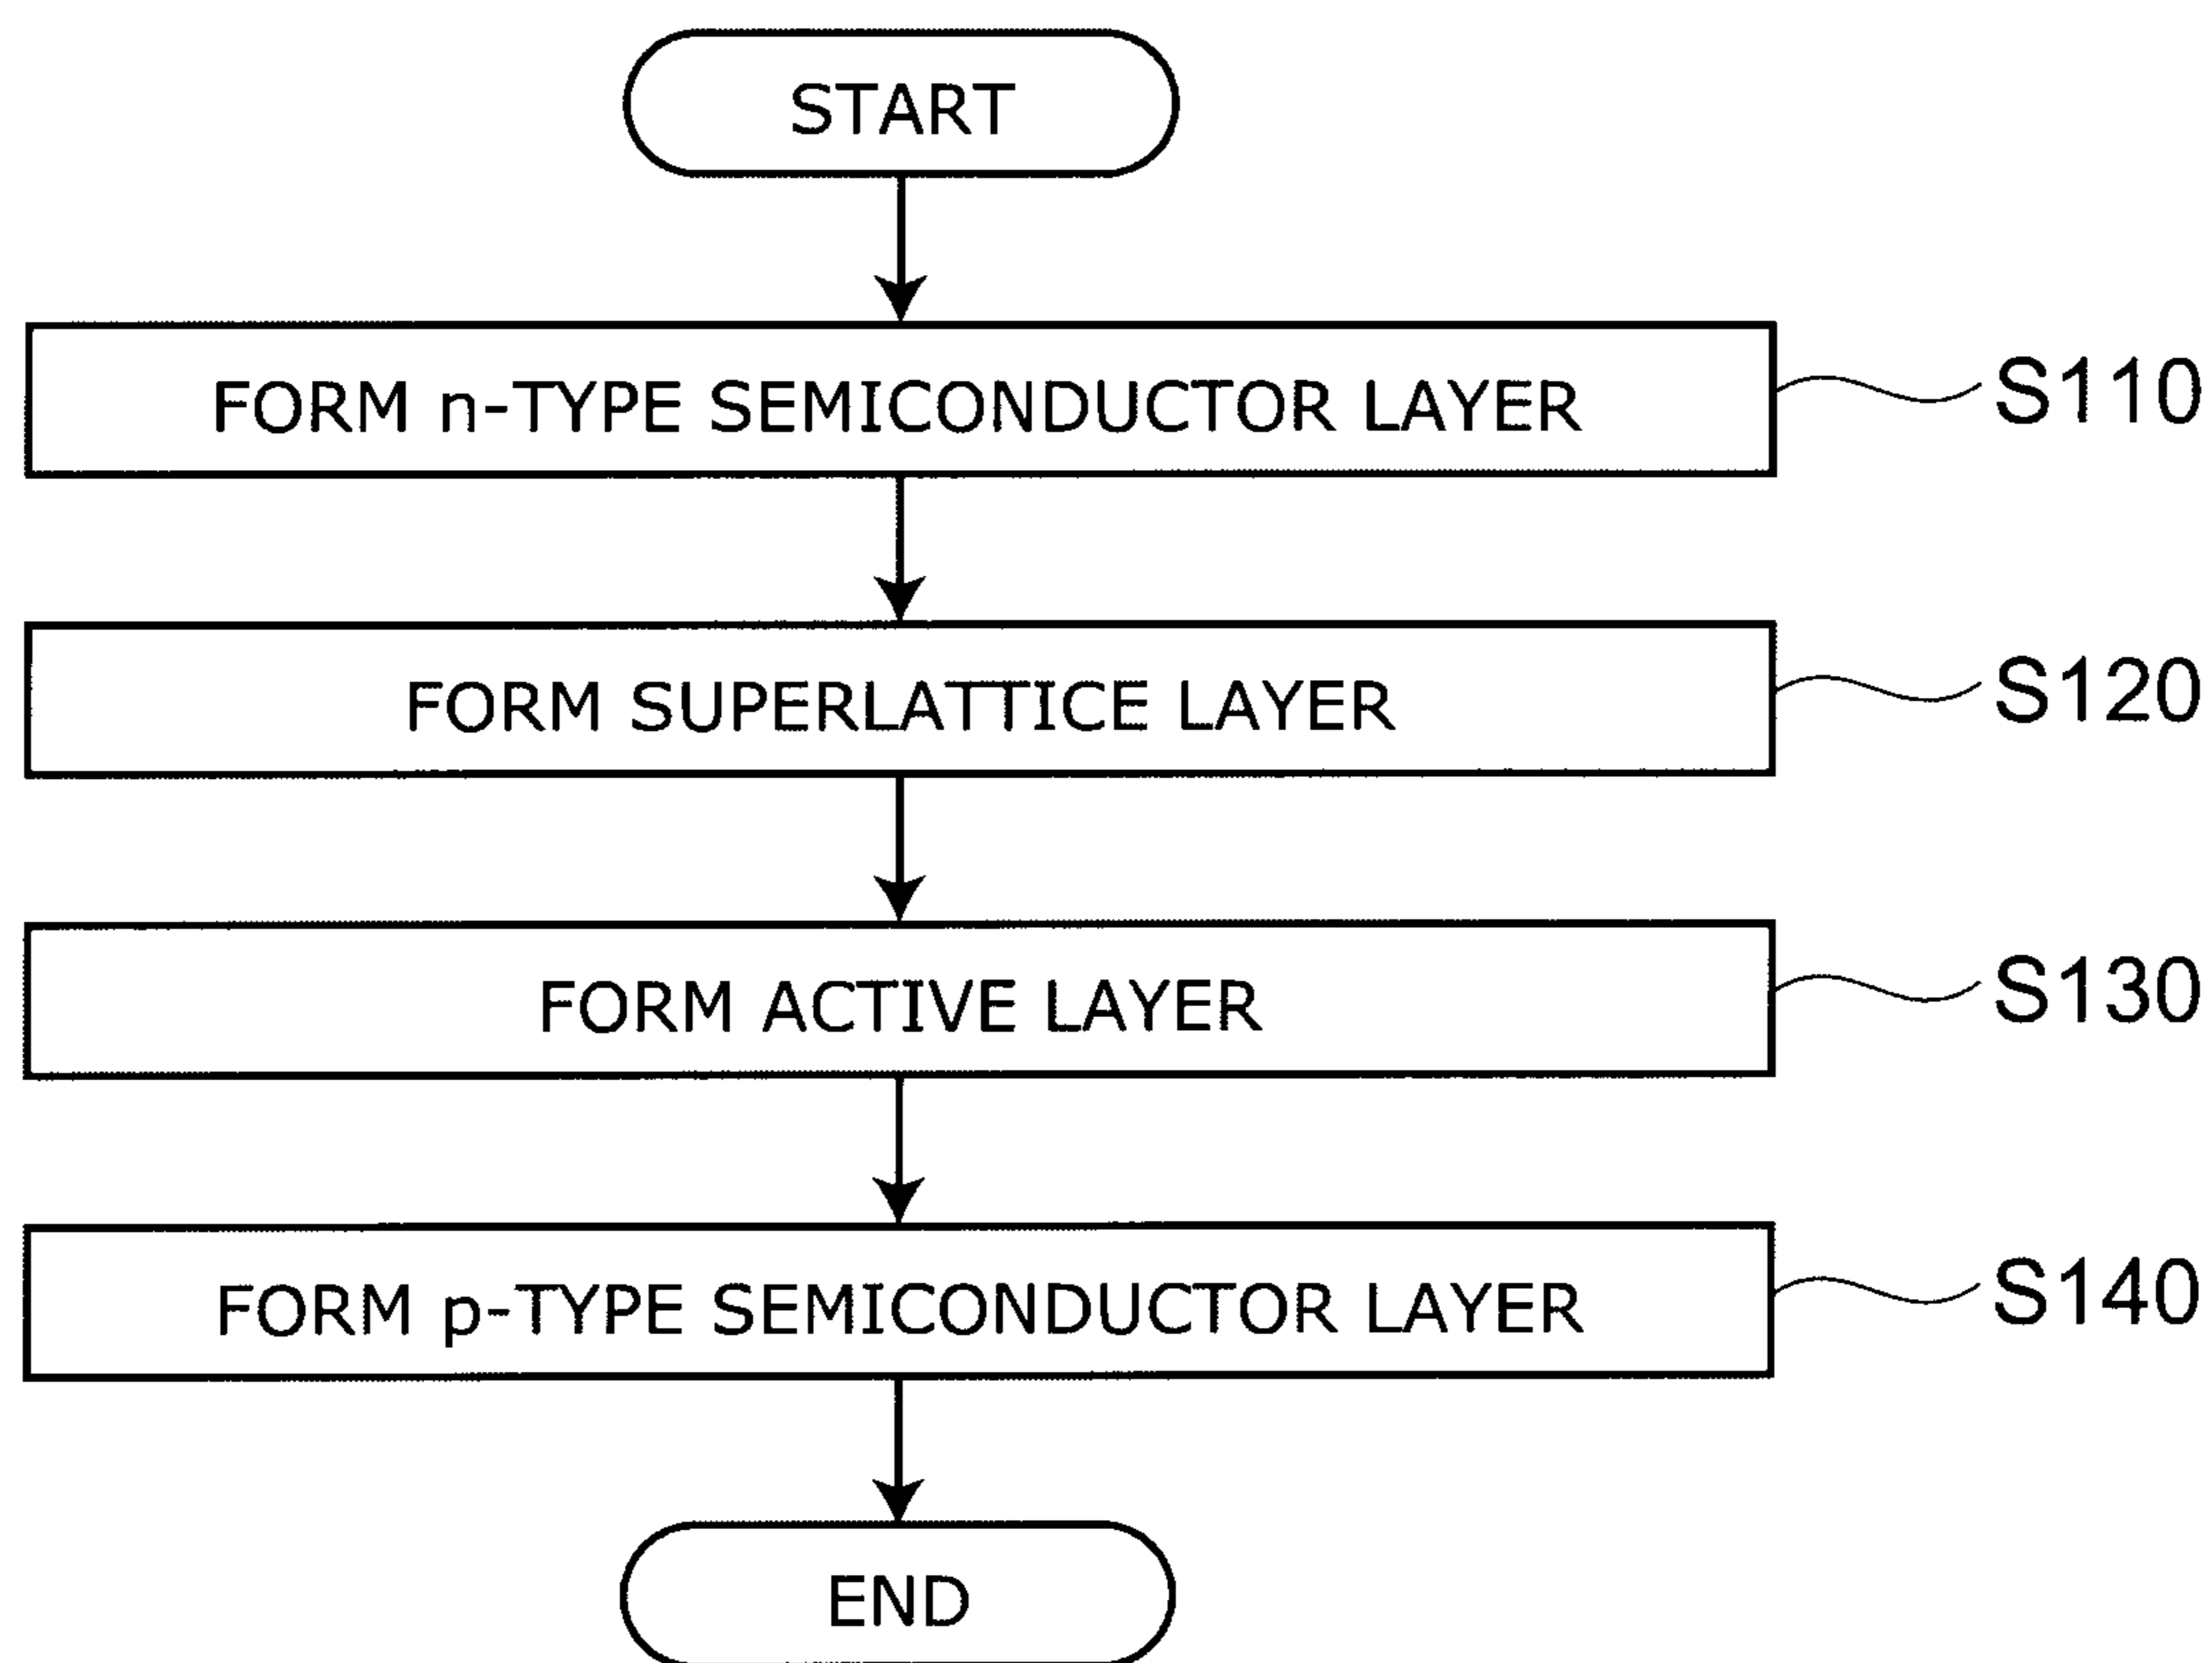 START
FORM n-TYPE SEMICONDUCTOR LAYER
S110
FORM SUPERLATTICE LAYER
S120
FORM ACTIVE LAYER
S130
FORM p-TYPE SEMICONDUCTOR LAYER
S140
END